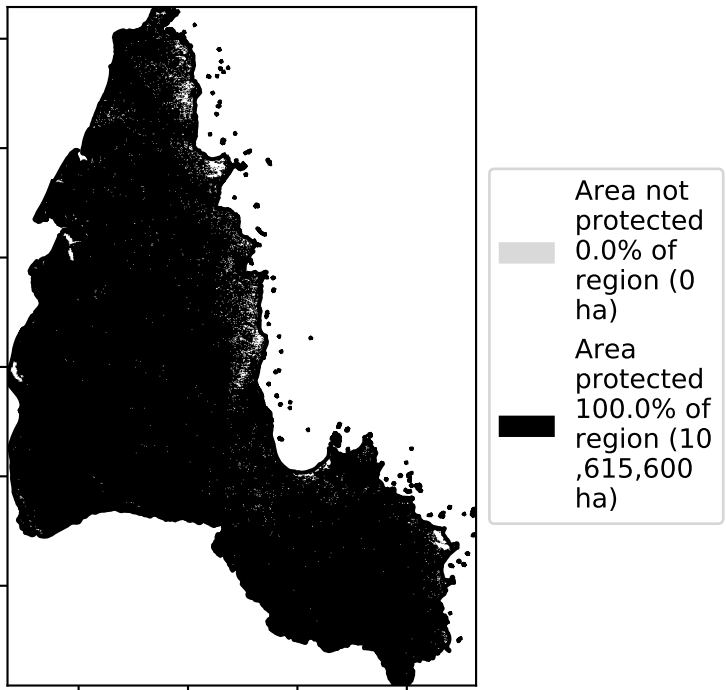 Area not
protected
0.0% of
region (0
ha)
Area
protected
100.0% of
region (10
,615,600
ha)